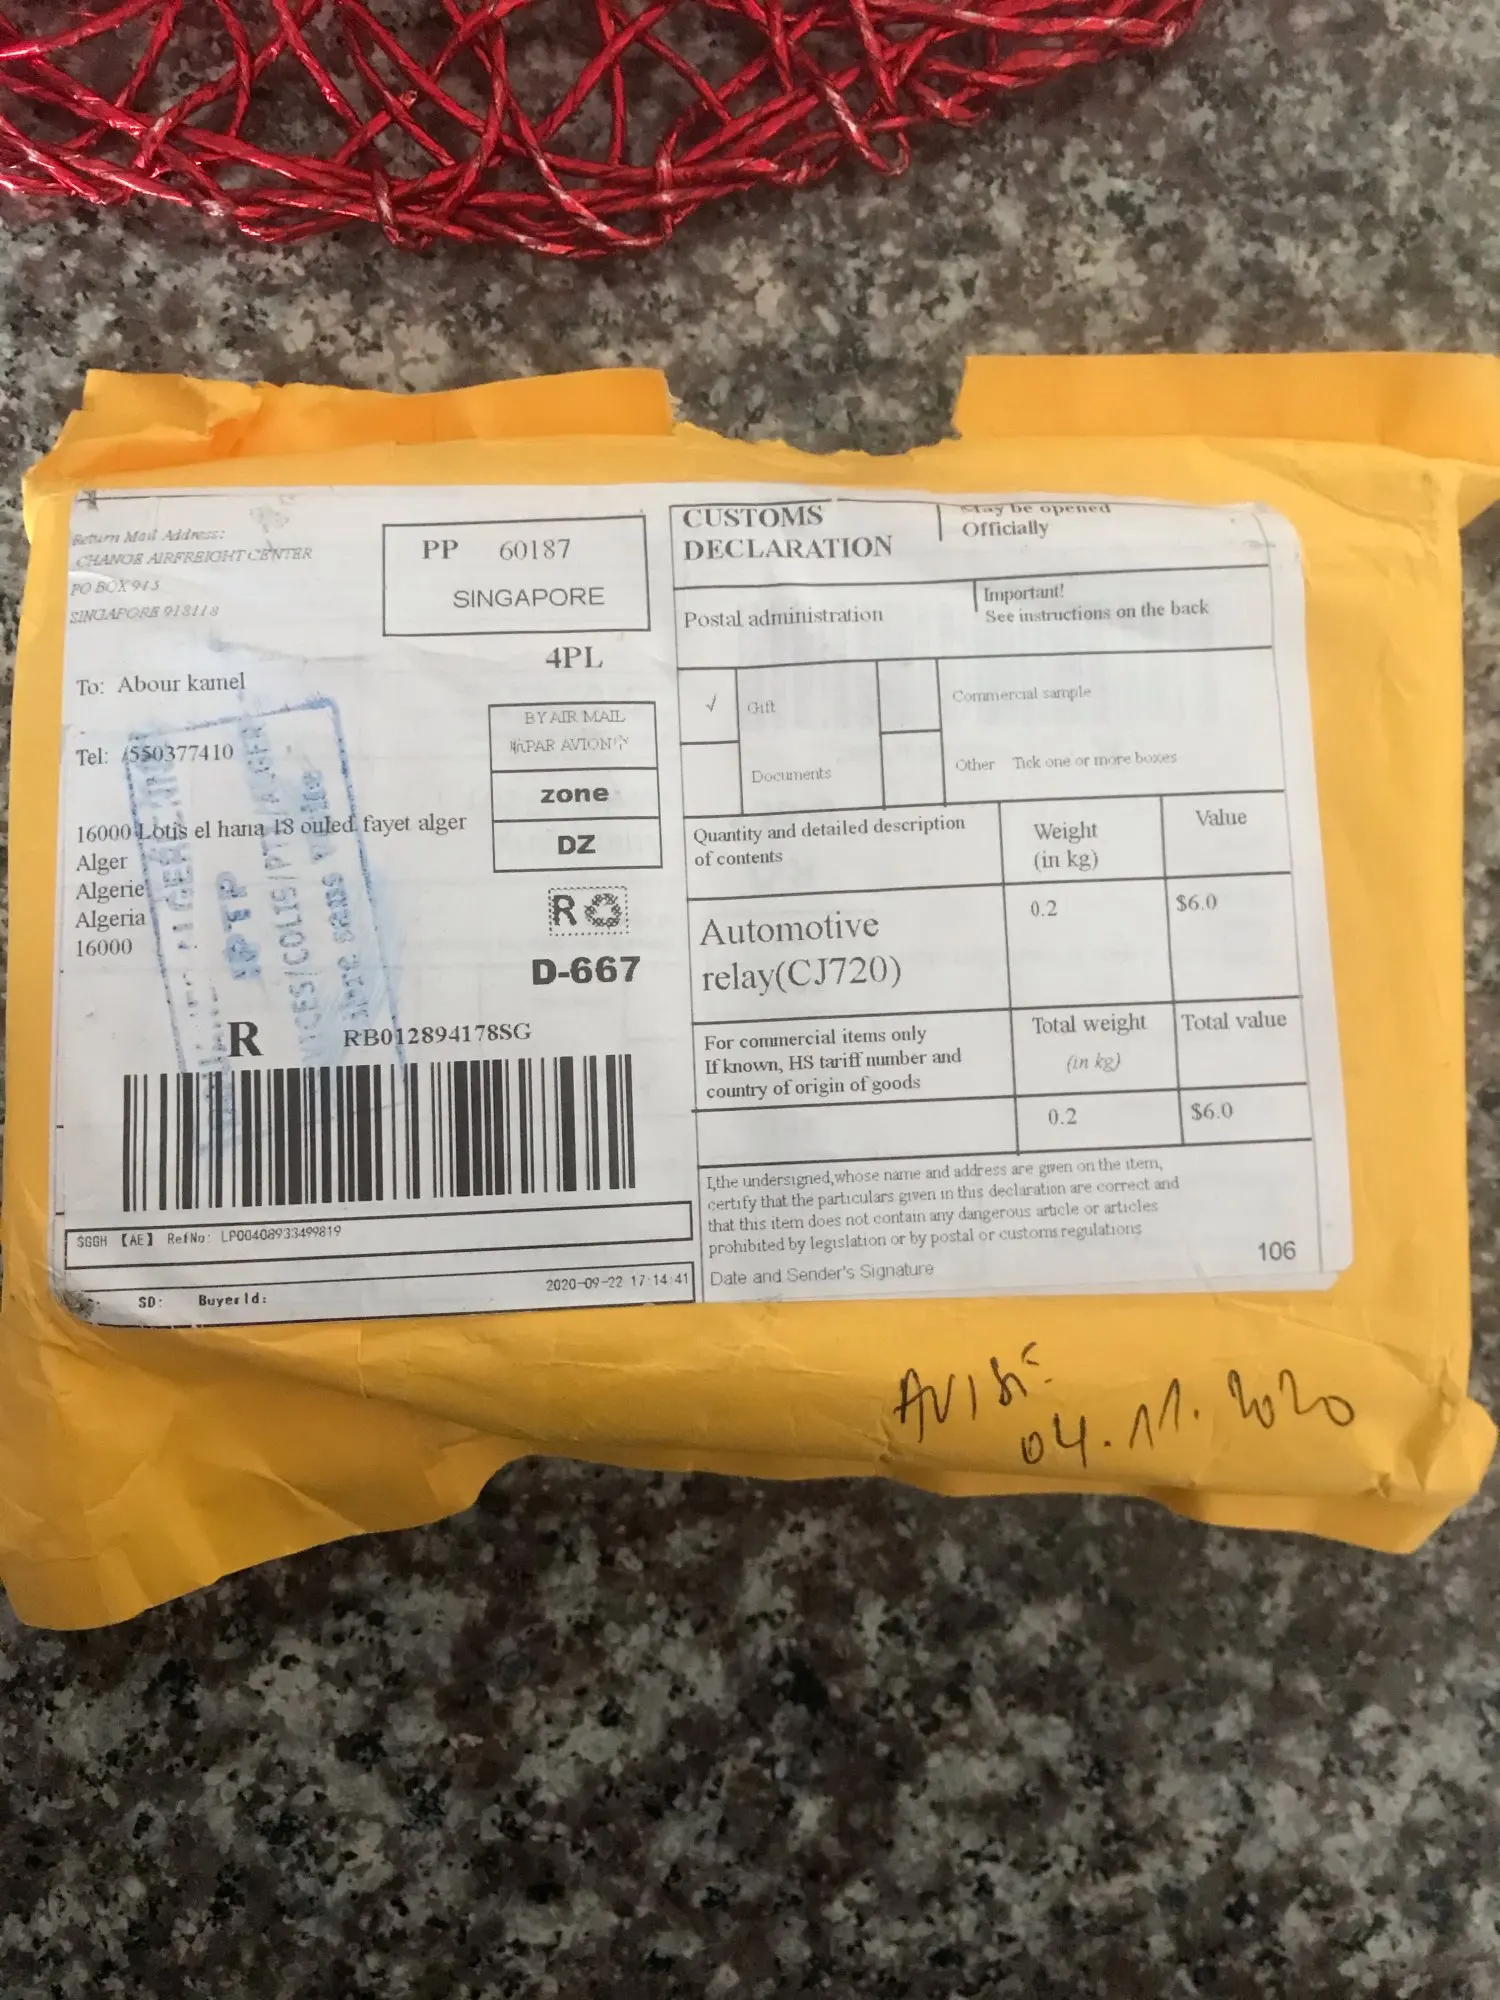 Return Mail Address:
CHANGE AIRFREIGHT CENTER
PO BOX 945
SINGAPORE 918118
PP 60187
SINGAPORE
4PL
To: Abour kamel
BY AIR MAIL
PAR AVION
Tel: 550377410
zone
DZ
16000 Lotis el hana 18 ouled fayet alger
Alger
Algerie
Algeria
16000
R
D-667
R RB012894178SG
SGGH 【AE】 RefNo: LP00408933499819
2020-09-22 17:14:41
SD: Buyer Id:
CUSTOMS
DECLARATION
May be opened
Officially
Postal administration
Important!
See instructions on the back
√ Gift
Commercial sample
Documents
Other Tick one or more boxes
Quantity and detailed description
of contents
Weight
(in kg)
Value
Automotive
relay(CJ720)
0.2
$6.0
For commercial items only
If known, HS tariff number and
country of origin of goods
Total weight
(in kg)
Total value
0.2
$6.0
I,the undersigned,whose name and address are given on the item,
certify that the particulars given in this declaration are correct and
that this item does not contain any dangerous article or articles
prohibited by legislation or by postal or customs regulations
Date and Sender's Signature
106
AVISÉ
04.11.2020